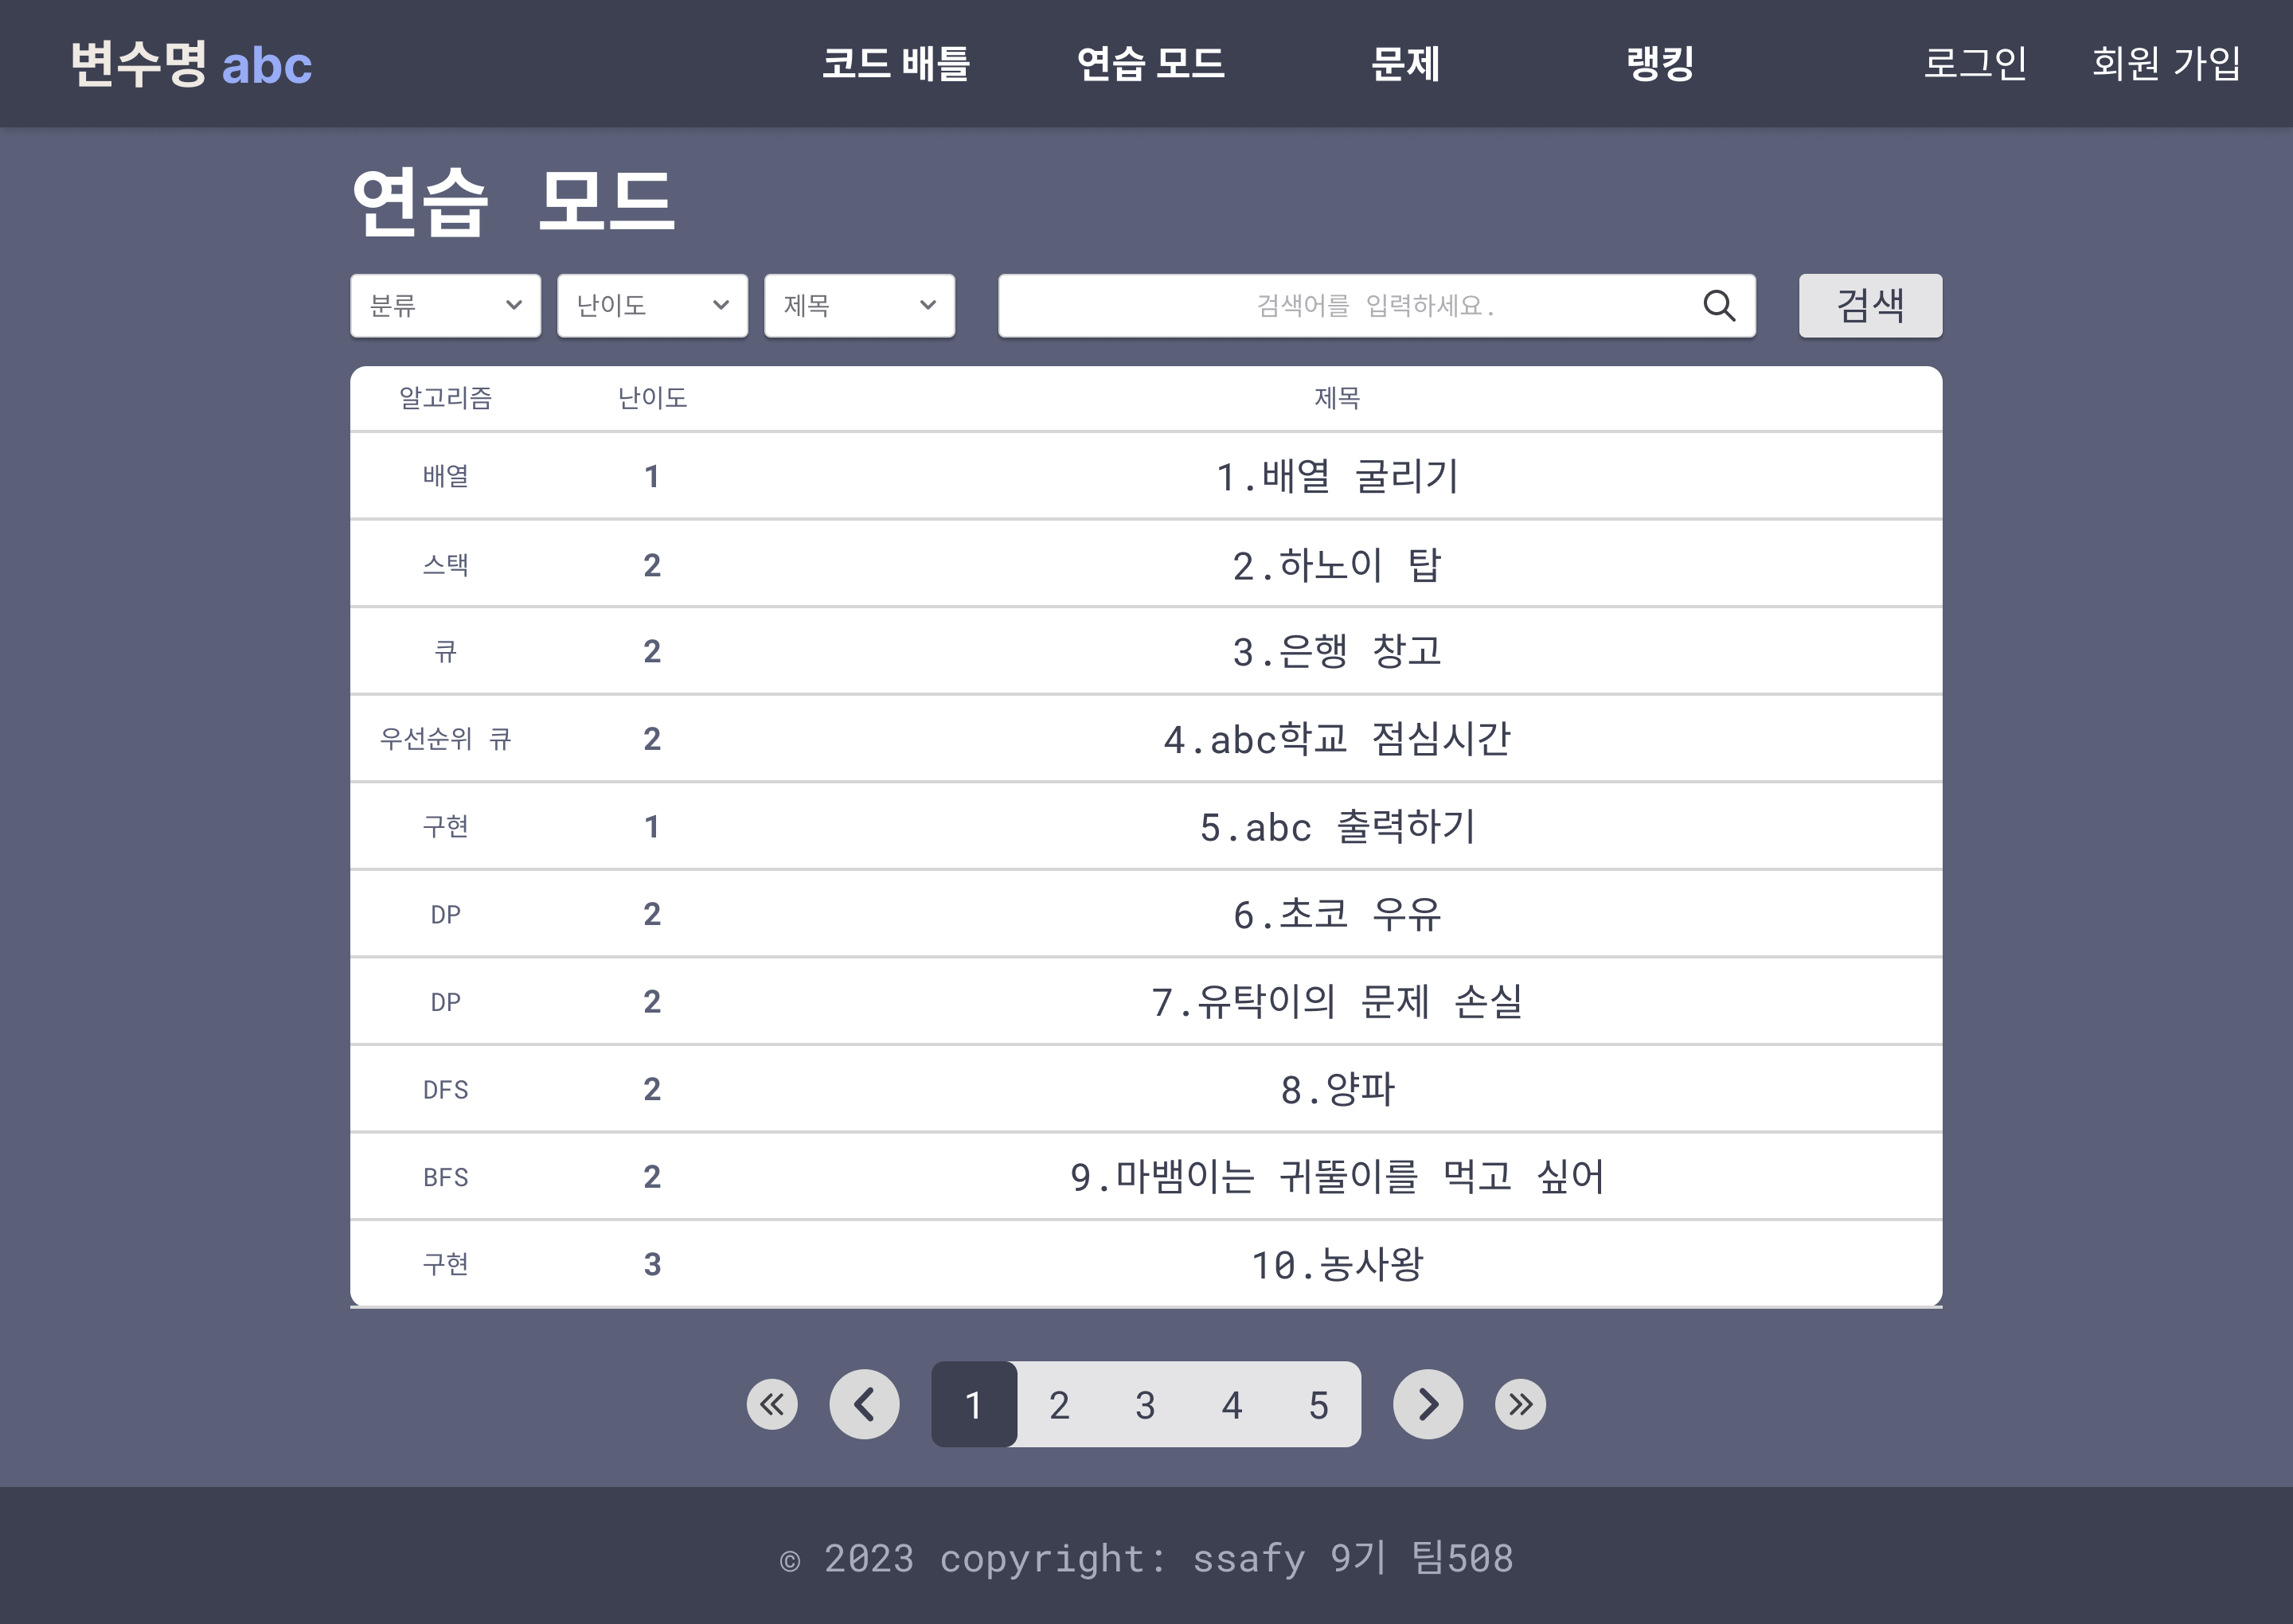 변수명 abc 코드 배틀 연습 모드 문제 랭킹 로그인 회원 가입
연습 모드
분류 난이도 제목 검색어를 입력하세요. 검색
알고리즘 난이도 제목
배열 1 1.배열 굴리기
스택 2 2.하노이 탑
큐 2 3.은행 창고
우선순위 큐 2 4.abc학교 점심시간
구현 1 5.abc 출력하기
DP 2 6.초코 우유
DP 2 7.유탁이의 문제 손실
DFS 2 8.양파
BFS 2 9.마뱀이는 귀뚤이를 먹고 싶어
구현 3 10.농사왕
1 2 3 4 5
© 2023 copyright: ssafy 9기 팀508